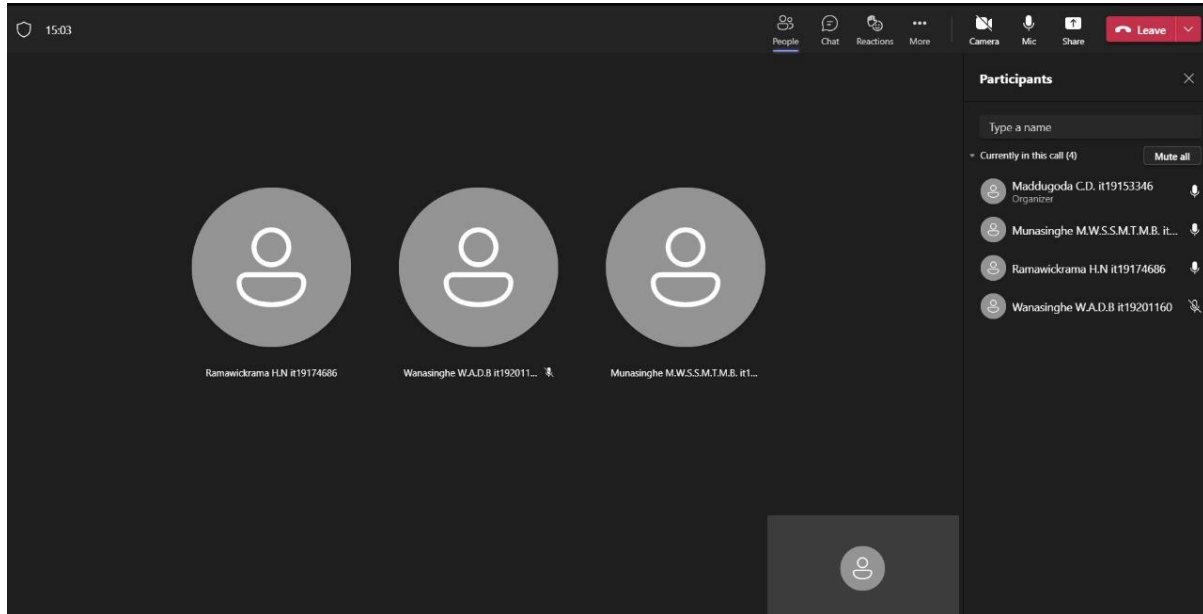 15:03
People Chat Reactions More Camera Mic Share Leave
Participants
Type a name
Currently in this call (4) Mute all
Maddugoda C.D. it19153346
Organizer
Munasinghe M.W.S.S.M.T.M.B. it...
Ramawickrama H.N it19174686
Wanasinghe W.A.D.B it19201160
Ramawickrama H.N it19174686 Wanasinghe W.A.D.B it192011... Munasinghe M.W.S.S.M.T.M.B. it1...